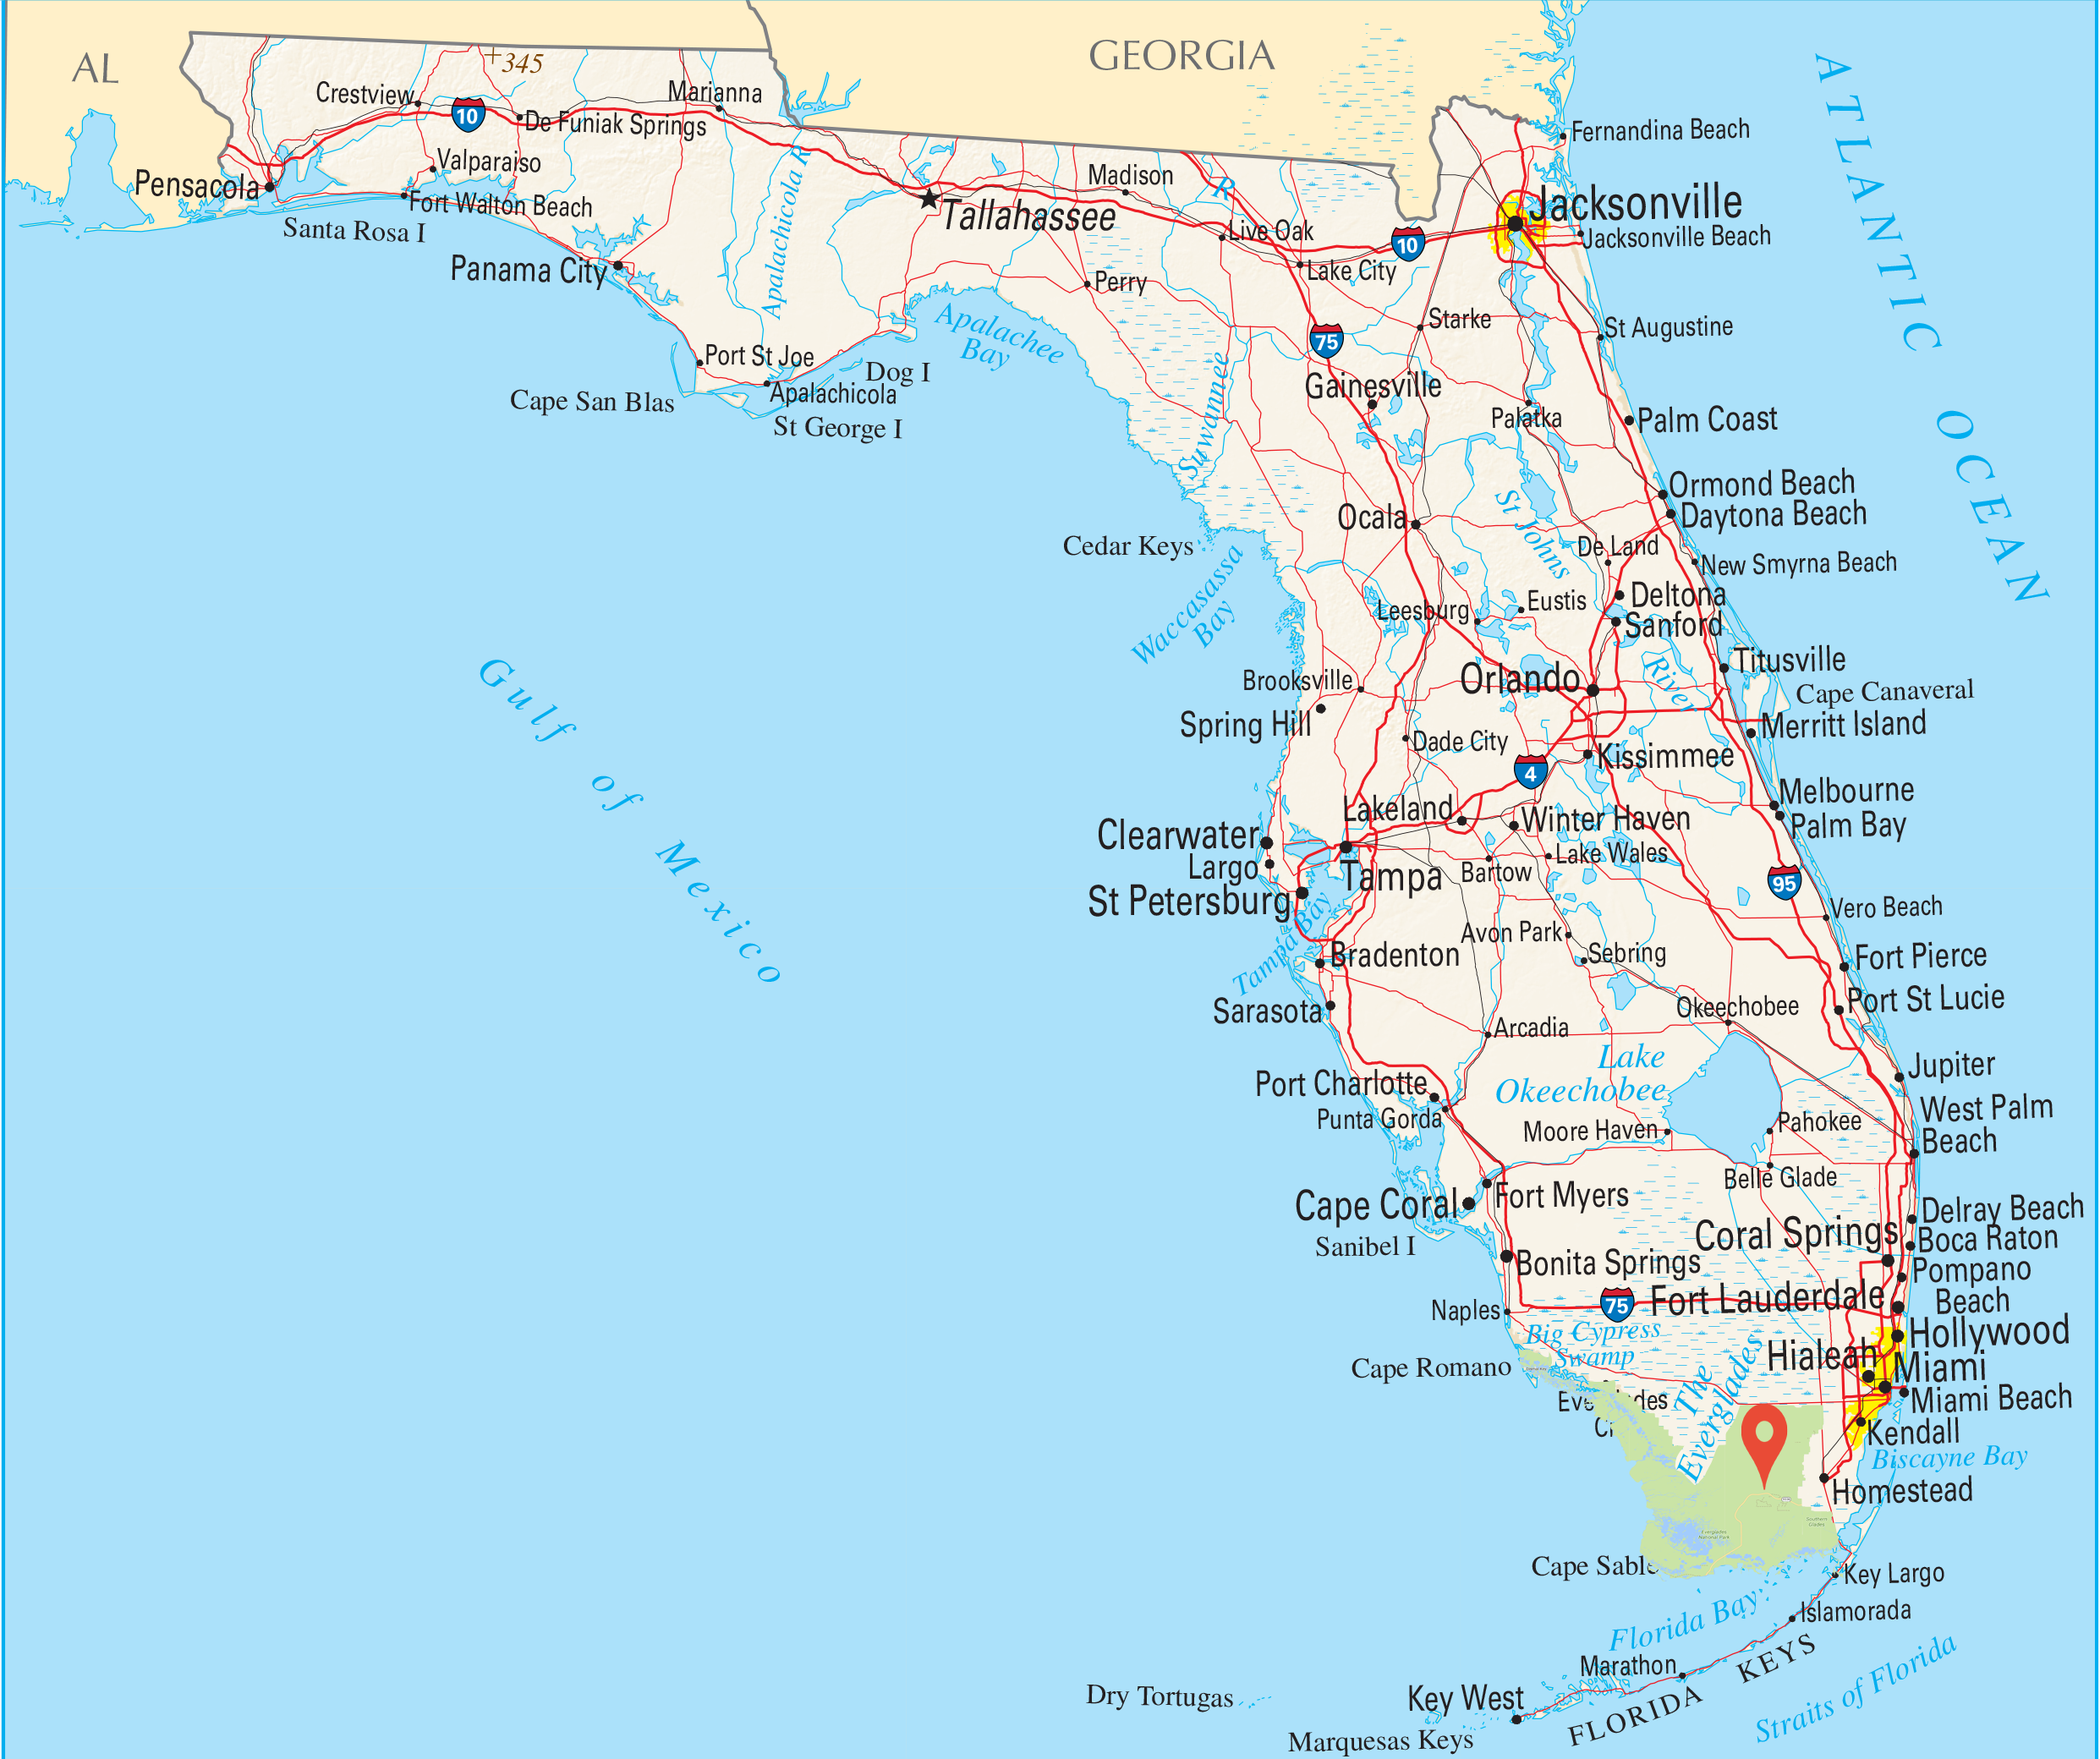 AL
GEORGIA
345
Crestview
10
De Funiak Springs
Marianna
Valparaiso
Pensacola
Fort Walton Beach
Santa Rosa I
Panama City
Apalachicola R
Tallahassee
Madison
R
Live Oak
10
Lake City
Fernandina Beach
Jacksonville
Jacksonville Beach
ATLANTIC OCEAN
Perry
Apalachee
Bay
Port St Joe
Dog I
Apalachicola
Cape San Blas
St George I
Suwannee
75
Starke
St Augustine
Gainesville
Palatka
Palm Coast
Ormond Beach
Daytona Beach
Ocala
St Johns
River
De Land
New Smyrna Beach
Cedar Keys
Waccasassa
Bay
Leesburg
Eustis
Deltona
Sanford
Titusville
Cape Canaveral
Brooksville
Orlando
Spring Hill
Merritt Island
Dade City
Kissimmee
4
Gulf of Mexico
Melbourne
Palm Bay
Lakeland
Winter Haven
Clearwater
Largo
Tampa
Bartow
Lake Wales
95
St Petersburg
Tampa Bay
Vero Beach
Avon Park
Sebring
Bradenton
Fort Pierce
Sarasota
Okeechobee
Port St Lucie
Arcadia
Lake
Okeechobee
Jupiter
Port Charlotte
Punta Gorda
West Palm
Beach
Moore Haven
Pahokee
Belle Glade
Cape Coral
Fort Myers
Sanibel I
Delray Beach
Coral Springs
Boca Raton
Bonita Springs
Pompano
Beach
Naples
75
Fort Lauderdale
Big Cypress
Swamp
Hollywood
Hialeah
Miami
Cape Romano
The
Everglades
Miami Beach
Kendall
Biscayne Bay
Homestead
Everglades
National Park
Southern
Glades
Cape Sable
Key Largo
Florida Bay
Islamorada
Marathon
FLORIDA KEYS
Straits of Florida
Dry Tortugas
Key West
Marquesas Keys